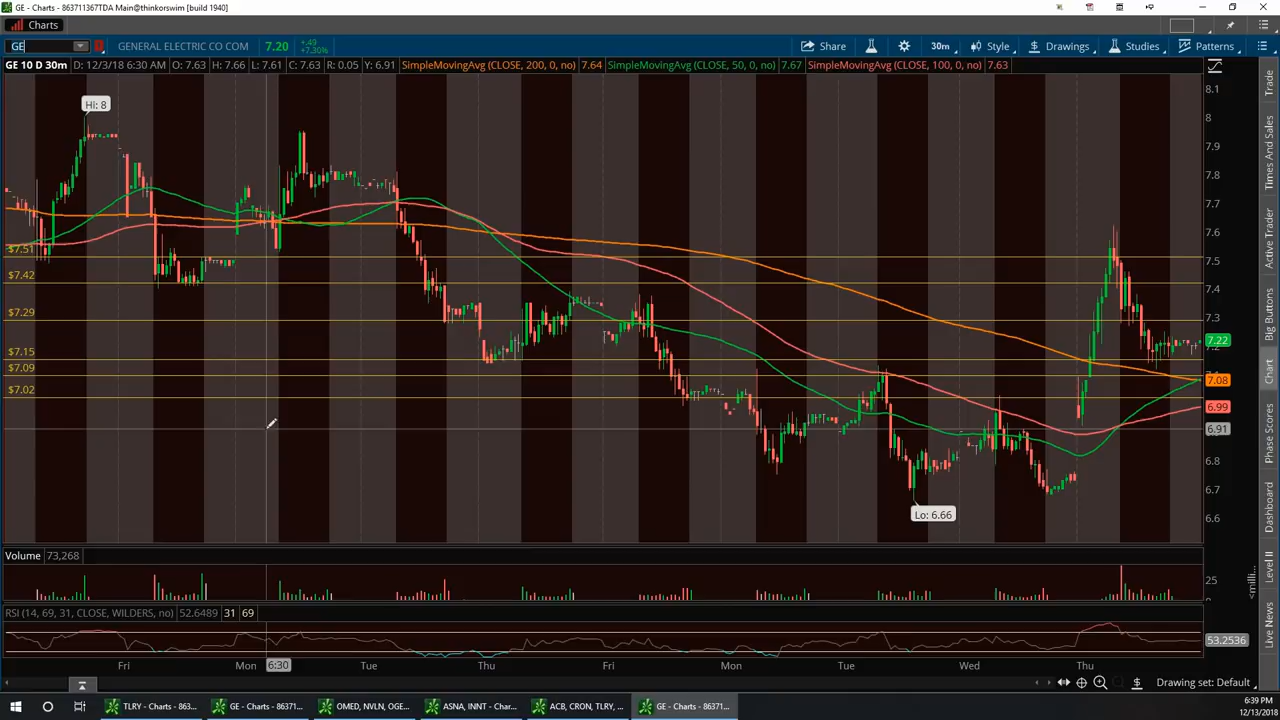 GE - Charts - 863711367TDA Main@thinkorswim [build 1940]
Charts
GE
GENERAL ELECTRIC CO COM
7.20
+.49
+7.30%
Share
30m
Style
Drawings
Studies
Patterns
GE 10 D 30m
D: 12/3/18 6:30 AM
O: 7.63
H: 7.66
L: 7.61
C: 7.63
R: 0.05
Y: 6.91
SimpleMovingAvg (CLOSE, 200, 0, no)
7.64
SimpleMovingAvg (CLOSE, 50, 0, no)
7.67
SimpleMovingAvg (CLOSE, 100, 0, no)
7.63
Hi: 8
8.1
8
7.9
7.8
7.7
7.6
7.5
7.4
7.3
7.22
7.08
6.99
6.91
6.8
6.7
6.6
$7.51
$7.42
$7.29
$7.15
$7.09
$7.02
Lo: 6.66
Trade
Times And Sales
Active Trader
Big Buttons
Chart
Phase Scores
Dashboard
Level II
Live News
Volume
73,268
25
0
<milli...
RSI (14, 69, 31, CLOSE, WILDERS, no)
52.6489
31
69
53.2536
Fri
Mon
6:30
Tue
Thu
Fri
Mon
Tue
Wed
Thu
Drawing set: Default
TLRY - Charts - 863...
GE - Charts - 86371...
OMED, NVLN, OGE...
ASNA, INNT - Char...
GE - Charts - 86371...
6:39 PM
12/13/2018